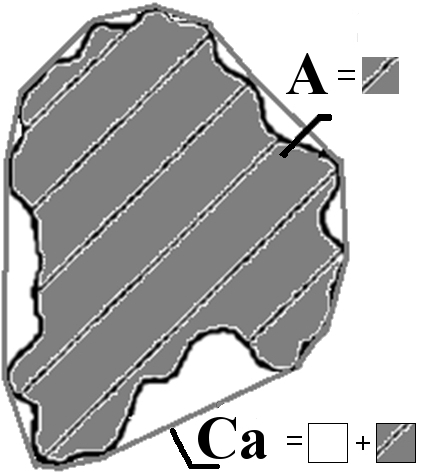 A =
Ca = +